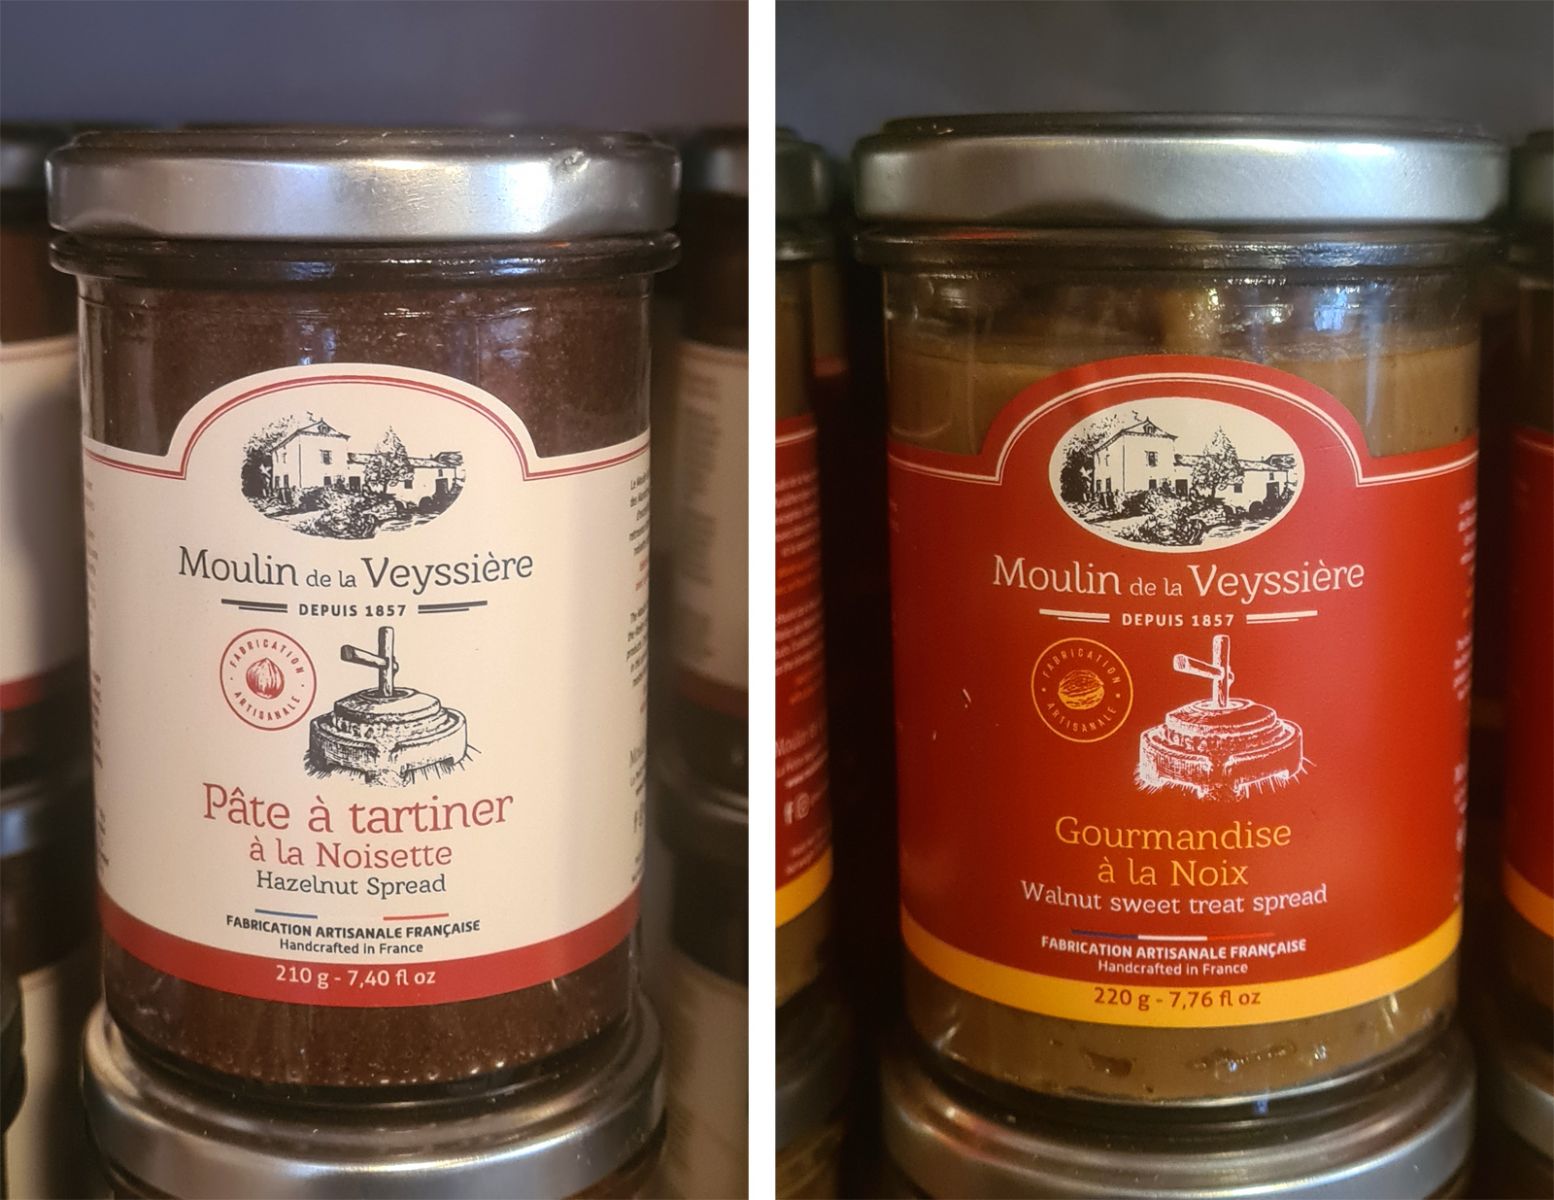 Moulin de la Veyssière
DEPUIS 1857
FABRICATION
ARTISANALE
Pâte à tartiner
à la Noisette
Hazelnut Spread
FABRICATION ARTISANALE FRANÇAISE
Handcrafted in France
210 g - 7,40 fl oz
Moulin de la Veyssière
DEPUIS 1857
FABRICATION
ARTISANALE
Gourmandise
à la Noix
Walnut sweet treat spread
FABRICATION ARTISANALE FRANÇAISE
Handcrafted in France
220 g - 7,76 fl oz